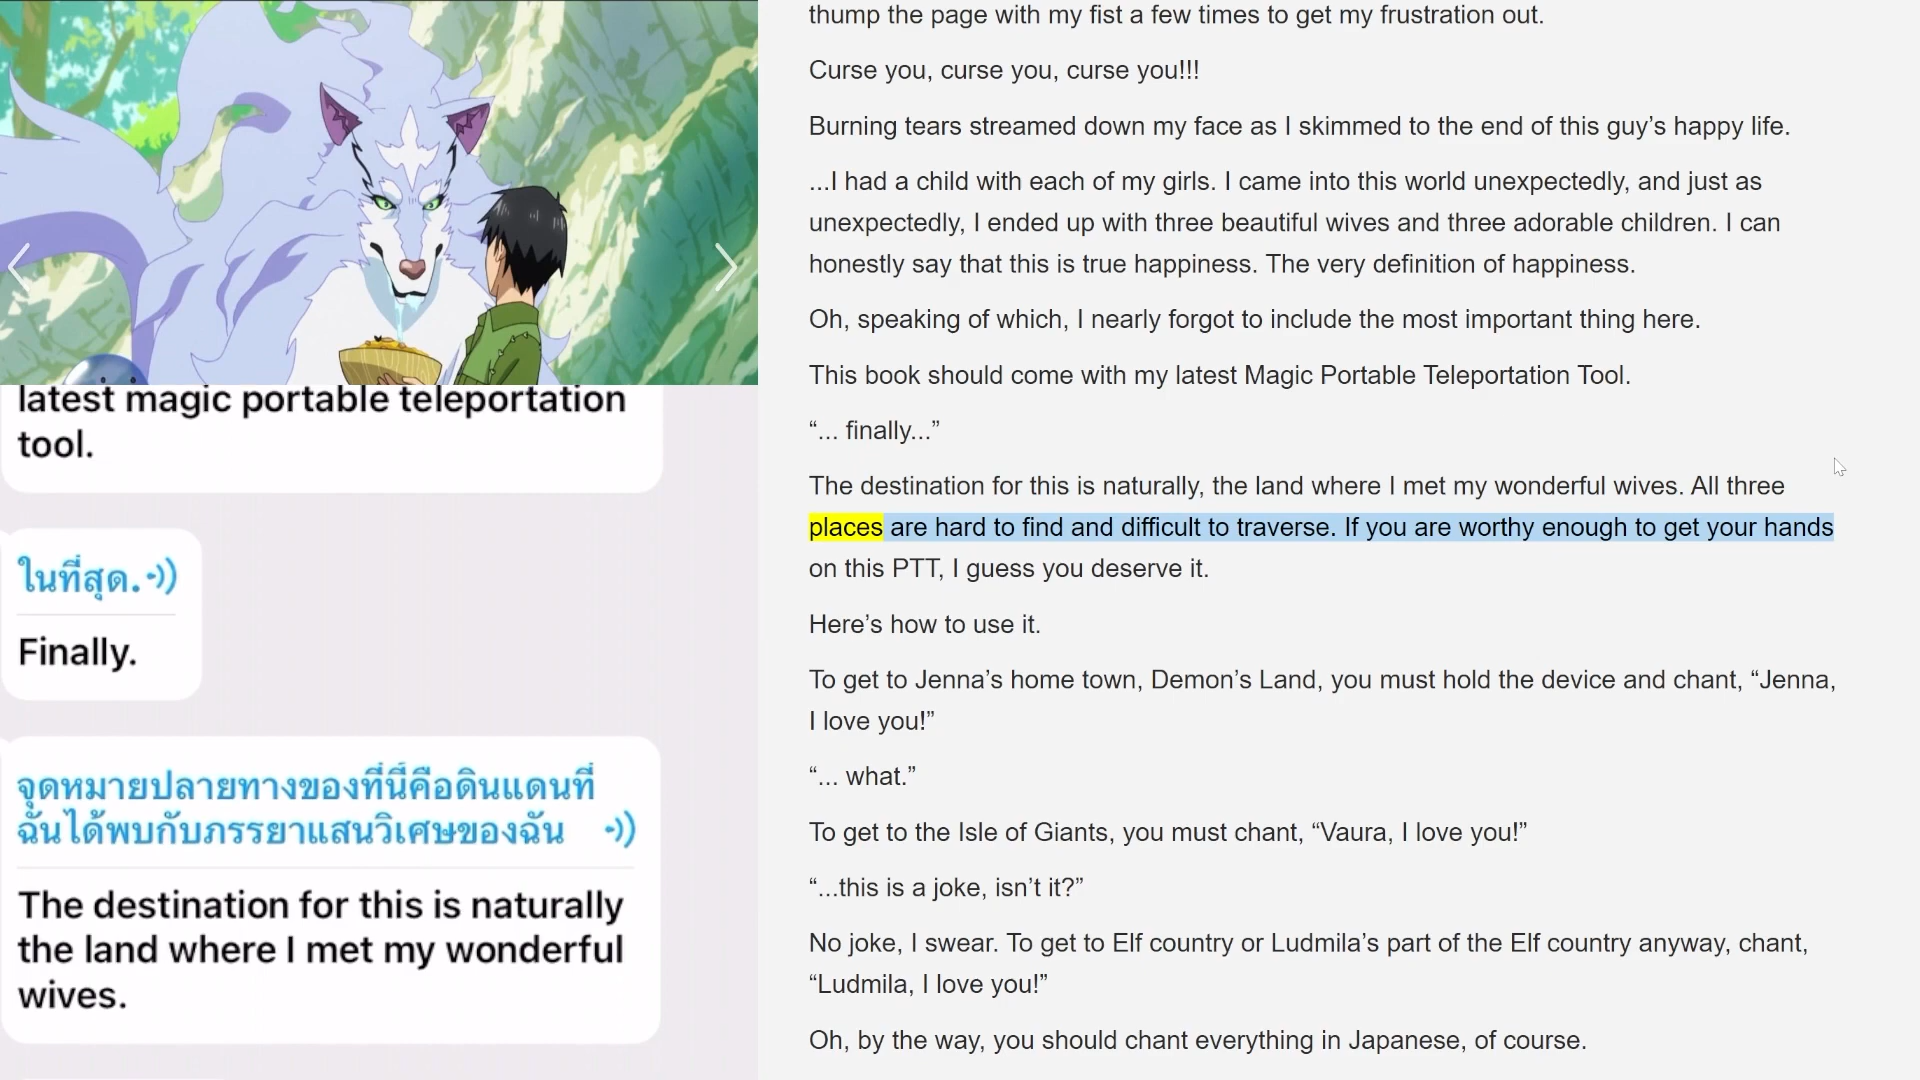 latest magic portable teleportation
tool.
ในที่สุด.
Finally.
จุดหมายปลายทางของที่นี่คือดินแดนที่
ฉันได้พบกับภรรยาแสนวิเศษของฉัน
The destination for this is naturally
the land where I met my wonderful
wives.
thump the page with my fist a few times to get my frustration out.
Curse you, curse you, curse you!!!
Burning tears streamed down my face as I skimmed to the end of this guy’s happy life.
...I had a child with each of my girls. I came into this world unexpectedly, and just as
unexpectedly, I ended up with three beautiful wives and three adorable children. I can
honestly say that this is true happiness. The very definition of happiness.
Oh, speaking of which, I nearly forgot to include the most important thing here.
This book should come with my latest Magic Portable Teleportation Tool.
“... finally...”
The destination for this is naturally, the land where I met my wonderful wives. All three
places are hard to find and difficult to traverse. If you are worthy enough to get your hands
on this PTT, I guess you deserve it.
Here’s how to use it.
To get to Jenna’s home town, Demon’s Land, you must hold the device and chant, “Jenna,
I love you!”
“... what.”
To get to the Isle of Giants, you must chant, “Vaura, I love you!”
“...this is a joke, isn’t it?”
No joke, I swear. To get to Elf country or Ludmila’s part of the Elf country anyway, chant,
“Ludmila, I love you!”
Oh, by the way, you should chant everything in Japanese, of course.